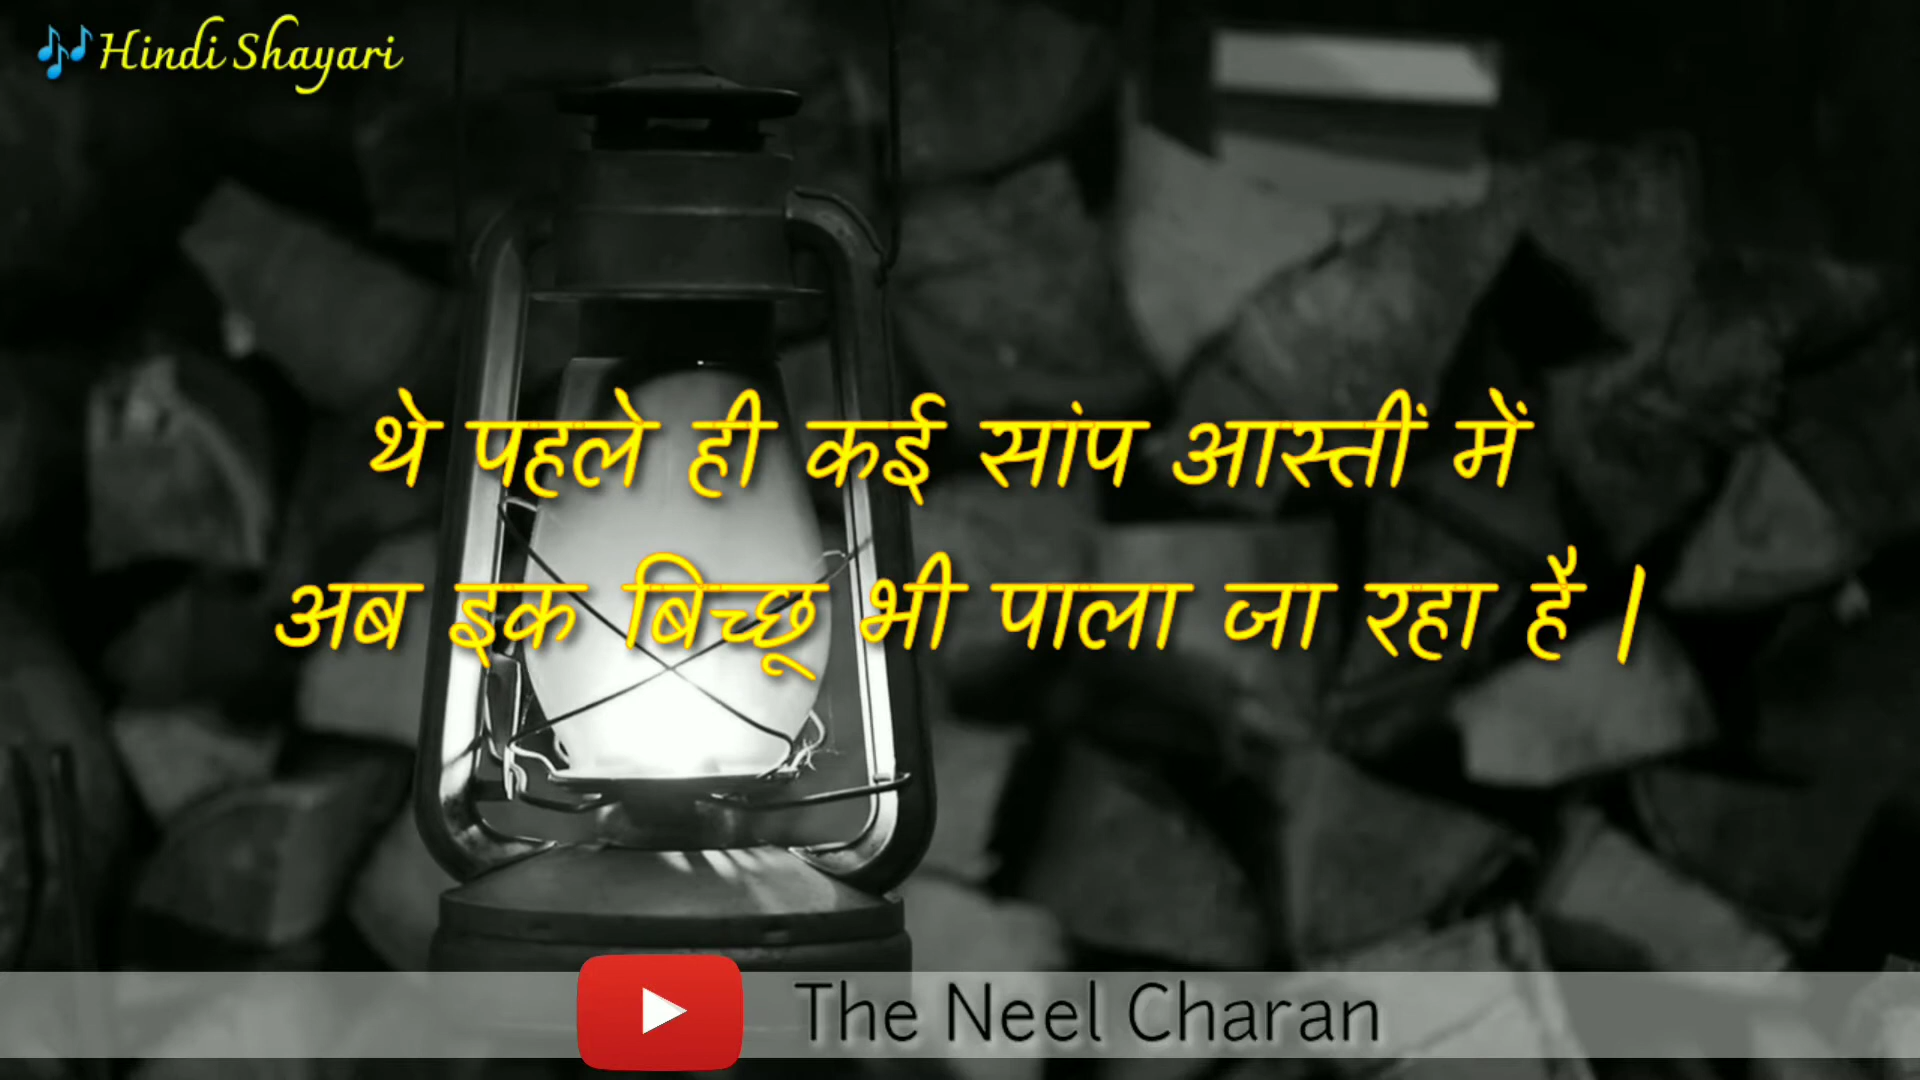 🎶Hindi Shayari
थे पहले ही कई सांप आस्तीं में
अब इक बिच्छू भी पाला जा रहा है |
The Neel Charan